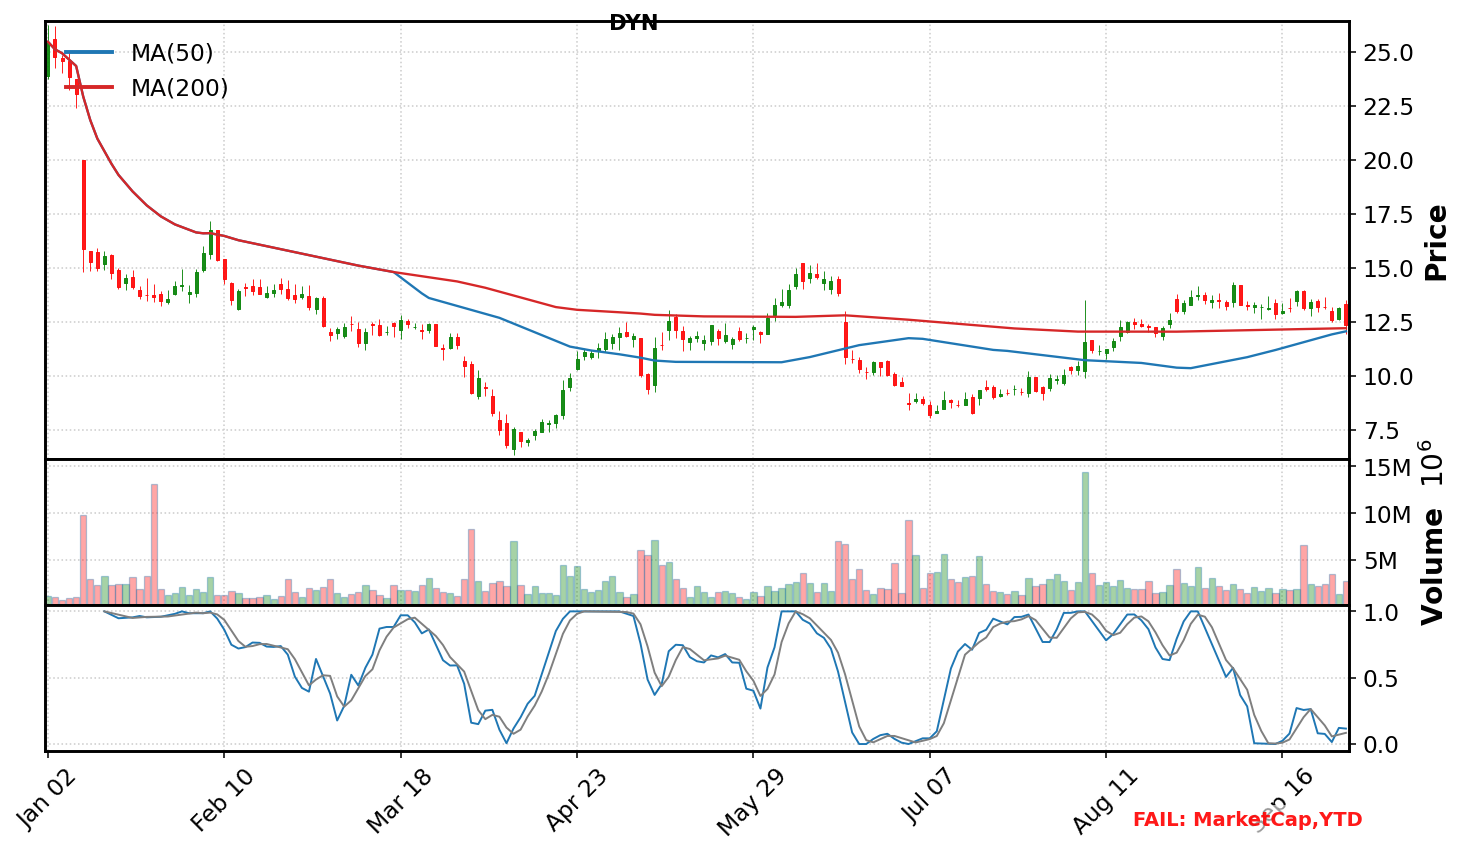 DYN
MA(50)
MA(200)
25.0
22.5
20.0
17.5
15.0
12.5
10.0
7.5
Price
15M
10M
5M
Volume 10⁶
1.0
0.5
0.0
Jan 02
Feb 10
Mar 18
Apr 23
May 29
Jul 07
Aug 11
Sep 16
FAIL: MarketCap,YTD